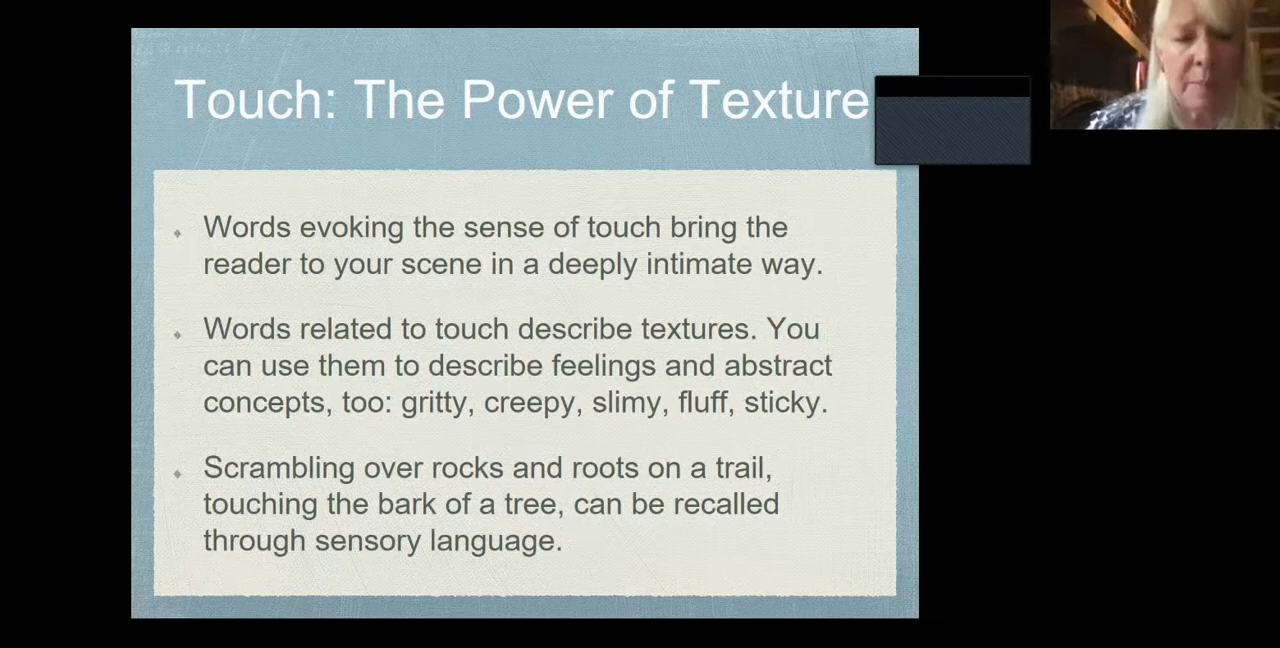 Touch: The Power of Texture
Words evoking the sense of touch bring the
reader to your scene in a deeply intimate way.
Words related to touch describe textures. You
can use them to describe feelings and abstract
concepts, too: gritty, creepy, slimy, fluff, sticky.
Scrambling over rocks and roots on a trail,
touching the bark of a tree, can be recalled
through sensory language.